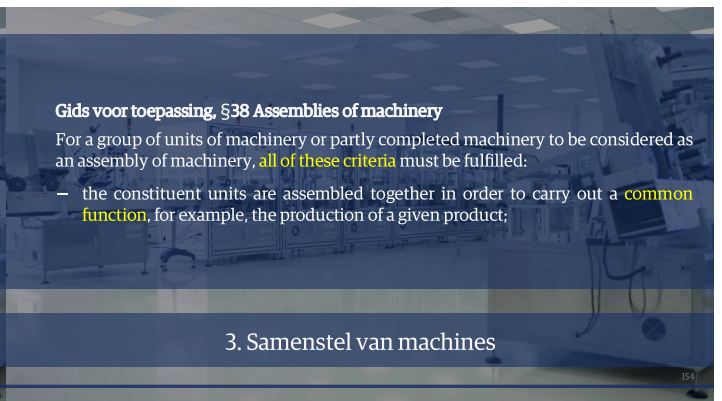 Gids voor toepassing, §38 Assemblies of machinery
For a group of units of machinery or partly completed machinery to be considered as
an assembly of machinery, all of these criteria must be fulfilled:
– the constituent units are assembled together in order to carry out a common
function, for example, the production of a given product;
3. Samenstel van machines
154